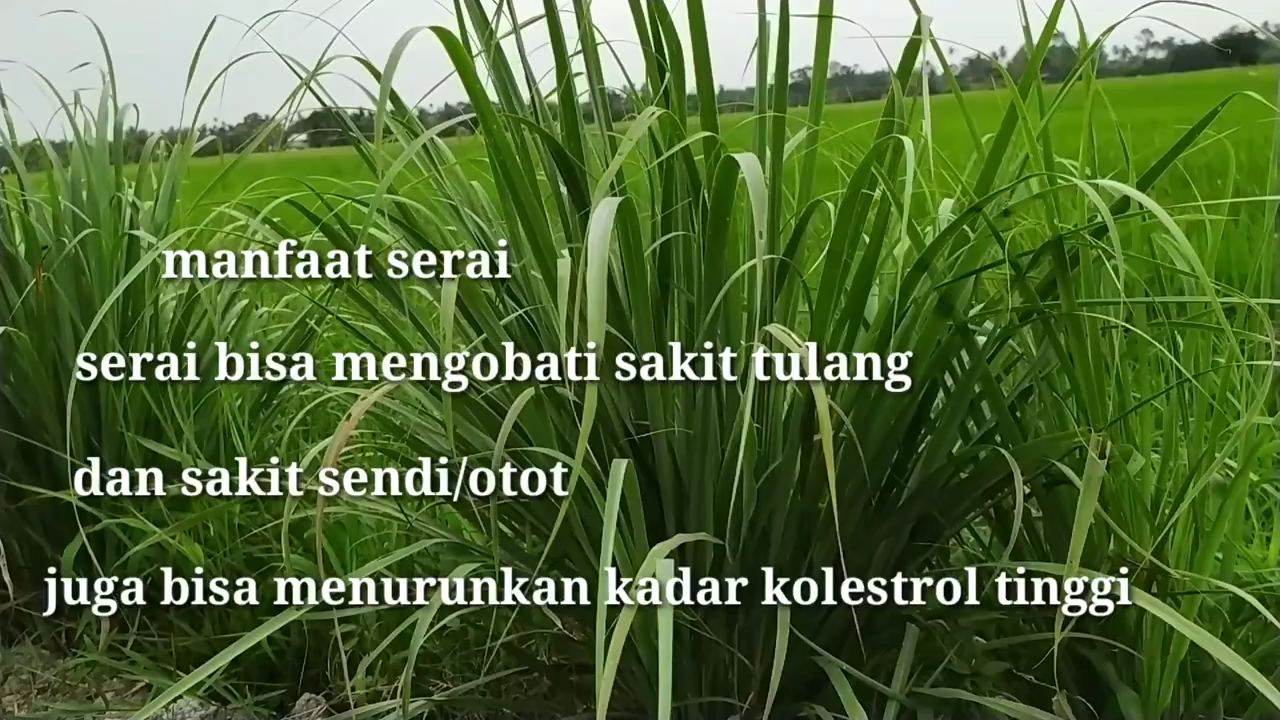 manfaat serai
serai bisa mengobati sakit tulang
dan sakit sendi/otot
juga bisa menurunkan kadar kolestrol tinggi